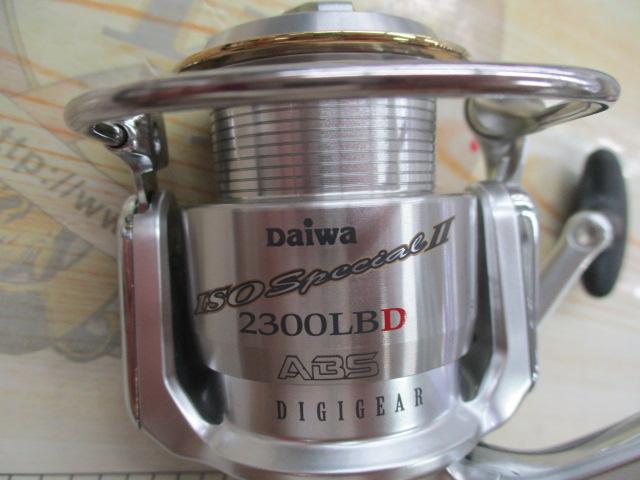 Daiwa
ISO Special II
2300LBD
ABS
DIGIGEAR
http://ww